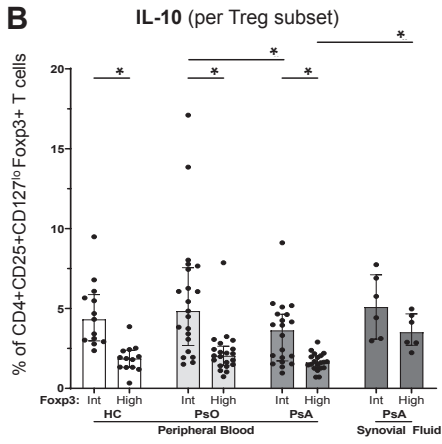 B
IL-10 (per Treg subset)
% of CD4+CD25+CD127lo Foxp3+ T cells
20
15
10
5
0
* * * * *
Foxp3: Int High Int High Int High Int High
HC PsO PsA PsA
Peripheral Blood Synovial Fluid